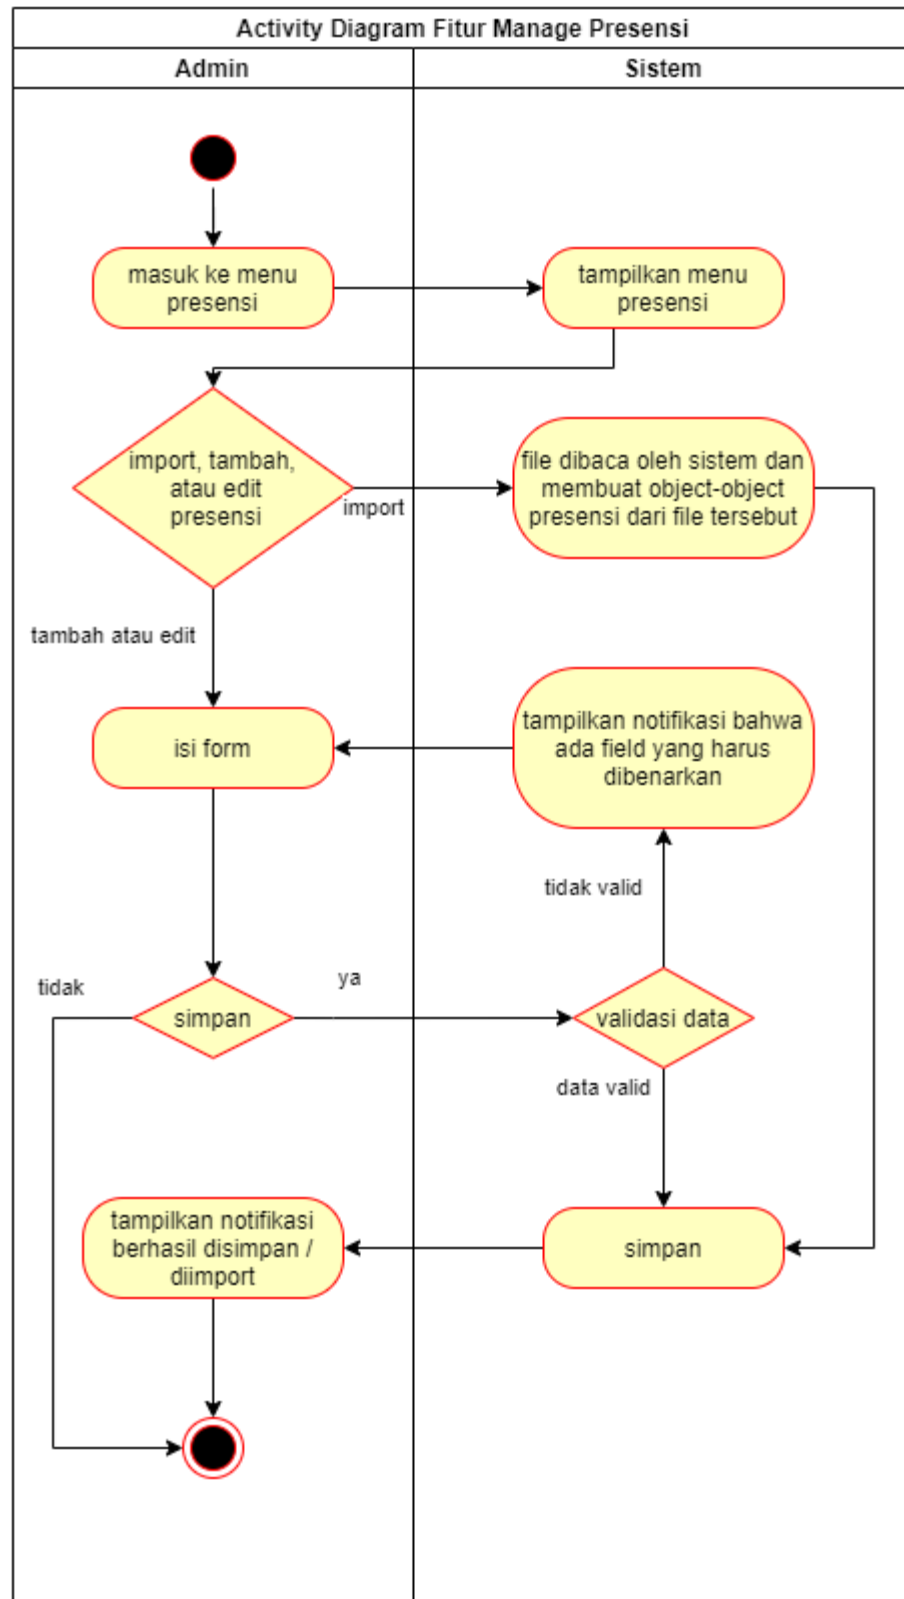 Activity Diagram Fitur Manage Presensi
Admin
Sistem
masuk ke menu
presensi
tampilkan menu
presensi
import, tambah,
atau edit
presensi
import
file dibaca oleh sistem dan
membuat object-object
presensi dari file tersebut
tambah atau edit
isi form
tampilkan notifikasi bahwa
ada field yang harus
dibenarkan
tidak valid
tidak
ya
simpan
validasi data
data valid
tampilkan notifikasi
berhasil disimpan /
diimport
simpan